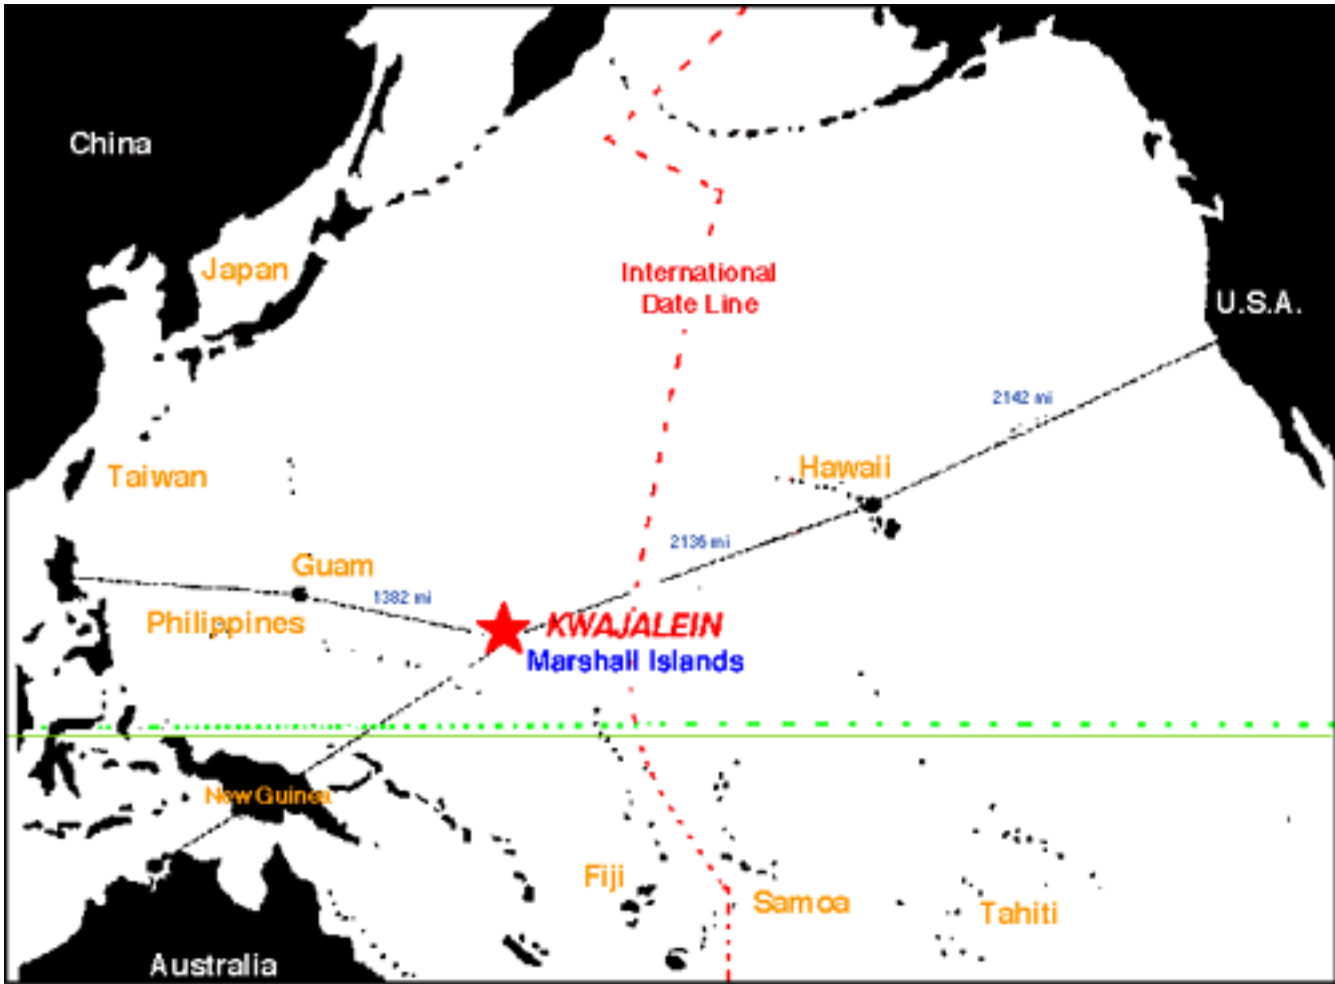 China
Japan
International
Date Line
U.S.A.
2142 mi
Hawaii
Taiwan
2135 mi
Guam
1382 mi
Philippines
KWAJALEIN
Marshall Islands
New Guinea
Fiji
Samoa
Tahiti
Australia